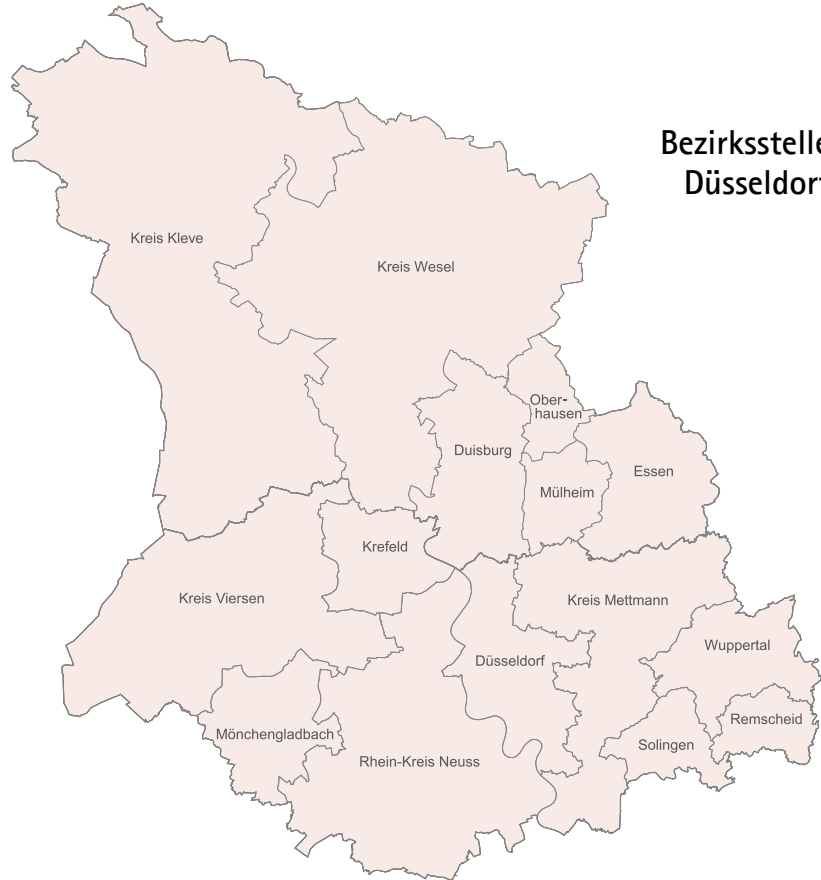 Bezirksstelle
Düsseldorf
Kreis Kleve
Kreis Wesel
Ober-
hausen
Duisburg
Essen
Mülheim
Krefeld
Kreis Viersen
Kreis Mettmann
Wuppertal
Düsseldorf
Remscheid
Mönchengladbach
Solingen
Rhein-Kreis Neuss